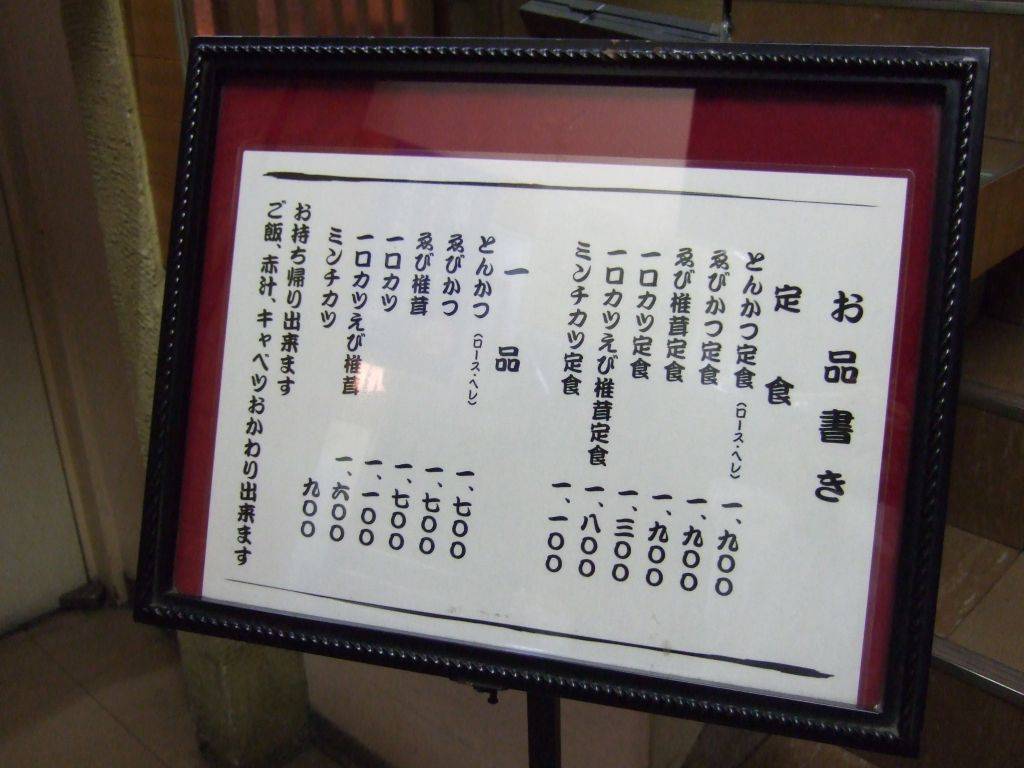 お品書き
定食
とんかつ定食（ロース・ヘレ） 一、九〇〇
ゑびかつ定食 一、九〇〇
ゑび椎茸定食 一、九〇〇
一口カツ定食 一、三〇〇
一口カツえび椎茸定食 一、八〇〇
ミンチカツ定食 一、一〇〇
一品
とんかつ（ロース・ヘレ） 一、七〇〇
ゑびかつ 一、七〇〇
ゑび椎茸 一、七〇〇
一口カツ 一、一〇〇
一口カツえび椎茸 一、六〇〇
ミンチカツ 九〇〇
お持ち帰り出来ます
ご飯、赤汁、キャベツおかわり出来ます